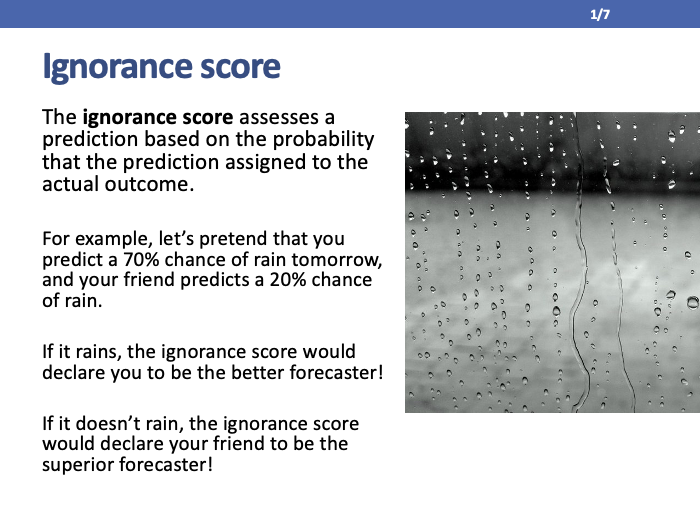 1/7
Ignorance score
The ignorance score assesses a
prediction based on the probability
that the prediction assigned to the
actual outcome.
For example, let’s pretend that you
predict a 70% chance of rain tomorrow,
and your friend predicts a 20% chance
of rain.
If it rains, the ignorance score would
declare you to be the better forecaster!
If it doesn’t rain, the ignorance score
would declare your friend to be the
superior forecaster!